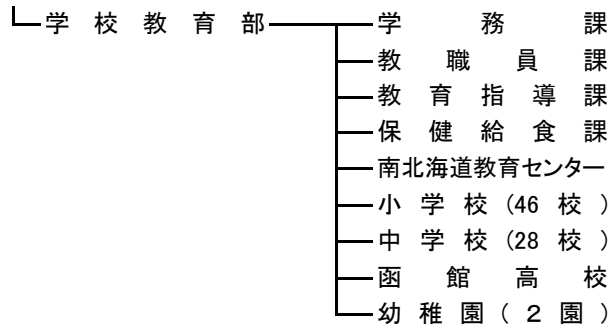 学校教育部 学務課
教職員課
教育指導課
保健給食課
南北海道教育センター
小学校(46校)
中学校(28校)
函館高校
幼稚園(2園)